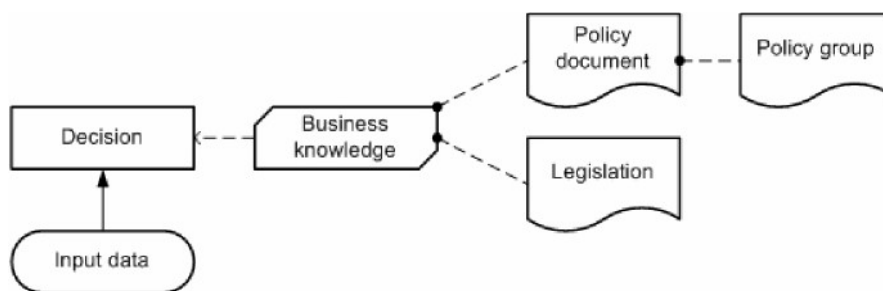 Policy
document
Policy group
Decision
Business
knowledge
Legislation
Input data